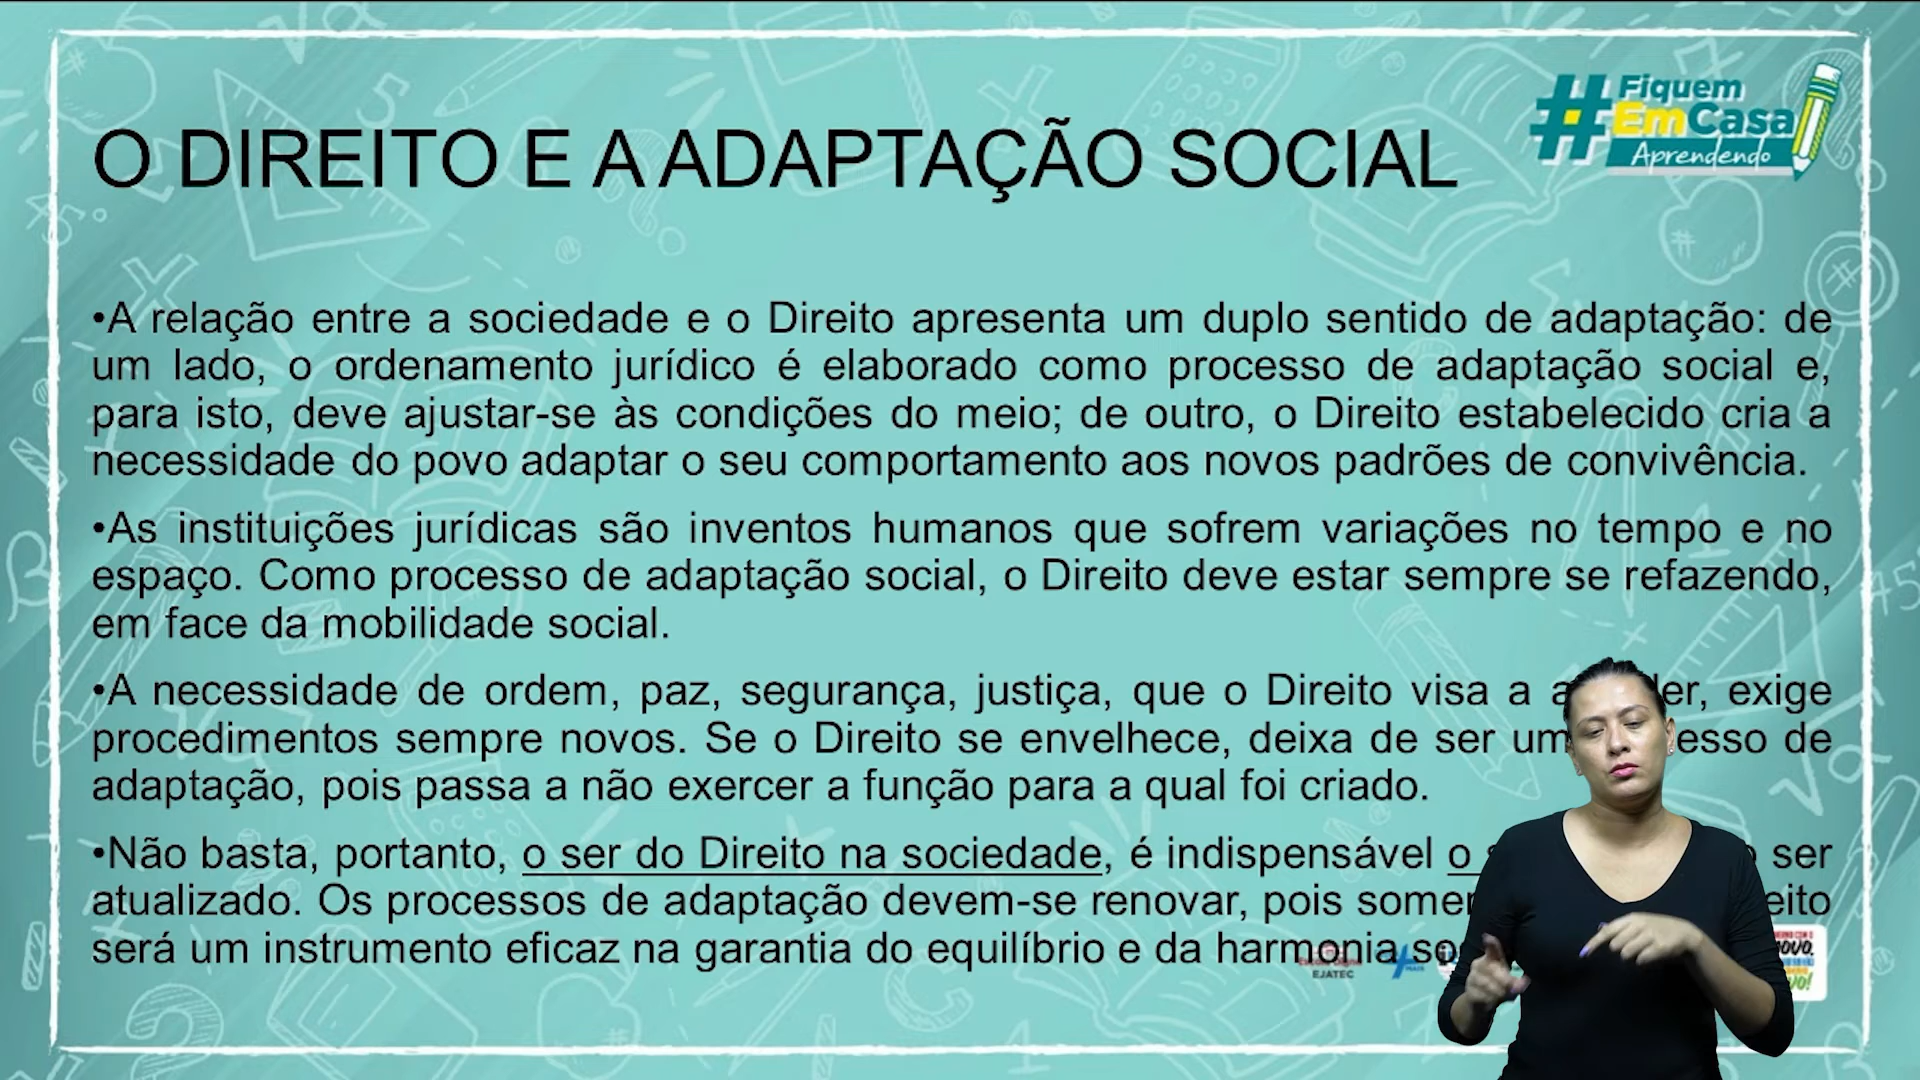 #Fiquem
EmCasa
Aprendendo
O DIREITO E A ADAPTAÇÃO SOCIAL
•A relação entre a sociedade e o Direito apresenta um duplo sentido de adaptação: de
um lado, o ordenamento jurídico é elaborado como processo de adaptação social e,
para isto, deve ajustar-se às condições do meio; de outro, o Direito estabelecido cria a
necessidade do povo adaptar o seu comportamento aos novos padrões de convivência.
•As instituições jurídicas são inventos humanos que sofrem variações no tempo e no
espaço. Como processo de adaptação social, o Direito deve estar sempre se refazendo,
em face da mobilidade social.
•A necessidade de ordem, paz, segurança, justiça, que o Direito visa a exige
procedimentos sempre novos. Se o Direito se envelhece, deixa de ser um de
adaptação, pois passa a não exercer a função para a qual foi criado.
•Não basta, portanto, o ser do Direito na sociedade, é indispensável o ser
atualizado. Os processos de adaptação devem-se renovar, pois
será um instrumento eficaz na garantia do equilíbrio e da harmonia
EJATEC